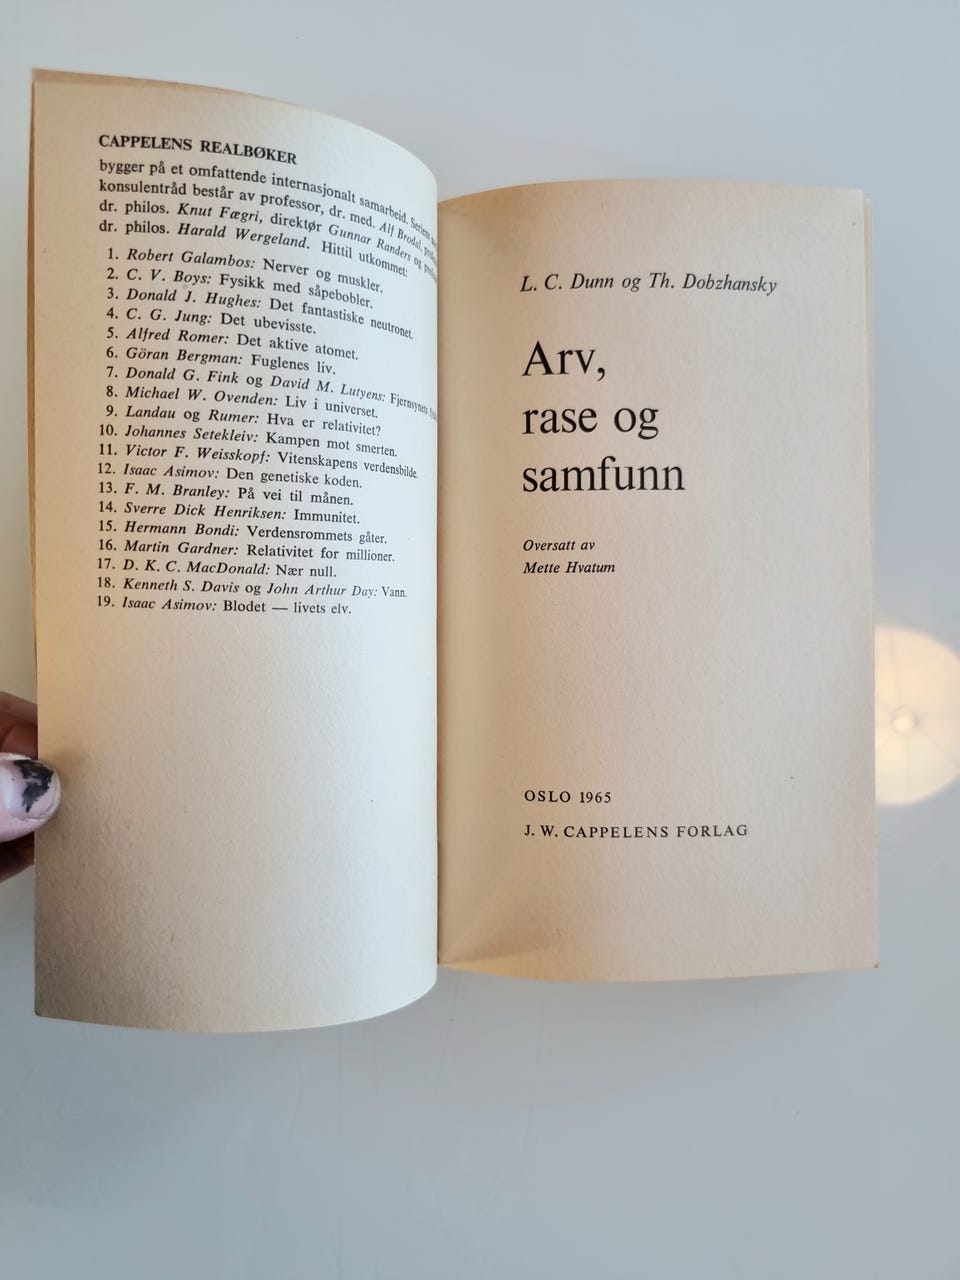 CAPPELENS REALBØKER
bygger på et omfattende internasjonalt samarbeid. Seriens
konsulentråd består av professor, dr. med. Alf Brodal,
dr. philos. Knut Fægri, direktør Gunnar Randers og
dr. philos. Harald Wergeland. Hittil utkommet:
1. Robert Galambos: Nerver og muskler.
2. C. V. Boys: Fysikk med såpebobler.
3. Donald J. Hughes: Det fantastiske neutronet.
4. C. G. Jung: Det ubevisste.
5. Alfred Romer: Det aktive atomet.
6. Göran Bergman: Fuglenes liv.
7. Donald G. Fink og David M. Lutyens: Fjernsynets
8. Michael W. Ovenden: Liv i universet.
9. Landau og Rumer: Hva er relativitet?
10. Johannes Setekleiv: Kampen mot smerten.
11. Victor F. Weisskopf: Vitenskapens verdensbilde.
12. Isaac Asimov: Den genetiske koden.
13. F. M. Branley: På vei til månen.
14. Sverre Dick Henriksen: Immunitet.
15. Hermann Bondi: Verdensrommets gåter.
16. Martin Gardner: Relativitet for millioner.
17. D. K. C. MacDonald: Nær null.
18. Kenneth S. Davis og John Arthur Day: Vann.
19. Isaac Asimov: Blodet — livets elv.
L. C. Dunn og Th. Dobzhansky
Arv,
rase og
samfunn
Oversatt av
Mette Hvatum
OSLO 1965
J. W. CAPPELENS FORLAG